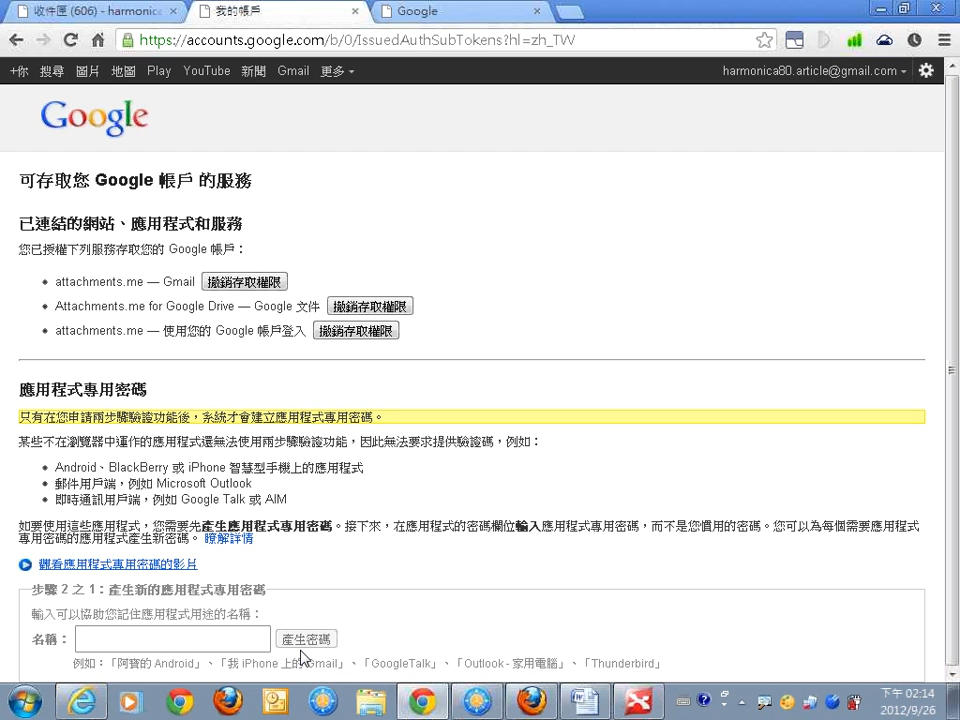 收件匣 (606) - harmonica
我的帳戶
Google
https://accounts.google.com/b/0/IssuedAuthSubTokens?hl=zh_TW
+你 搜尋 圖片 地圖 Play YouTube 新聞 Gmail 更多
harmonica80.article@gmail.com
Google
可存取您 Google 帳戶 的服務
已連結的網站、應用程式和服務
您已授權下列服務存取您的 Google 帳戶：
attachments.me — Gmail 撤銷存取權限
Attachments.me for Google Drive — Google 文件 撤銷存取權限
attachments.me — 使用您的 Google 帳戶登入 撤銷存取權限
應用程式專用密碼
只有在您申請兩步驟驗證功能後，系統才會建立應用程式專用密碼。
某些不在瀏覽器中運作的應用程式還無法使用兩步驟驗證功能，因此無法要求提供驗證碼，例如：
Android、BlackBerry 或 iPhone 智慧型手機上的應用程式
郵件用戶端，例如 Microsoft Outlook
即時通訊用戶端，例如 Google Talk 或 AIM
如要使用這些應用程式，您需要先產生應用程式專用密碼。接下來，在應用程式的密碼欄位輸入應用程式專用密碼，而不是您慣用的密碼。您可以為每個需要應用程式
專用密碼的應用程式產生新密碼。 瞭解詳情
觀看應用程式專用密碼的影片
步驟 2 之 1：產生新的應用程式專用密碼
輸入可以協助您記住應用程式用途的名稱：
名稱： 產生密碼
例如：「阿寶的 Android」、「我 iPhone 上的 Gmail」、「GoogleTalk」、「Outlook - 家用電腦」、「Thunderbird」
下午 02:14
2012/9/26